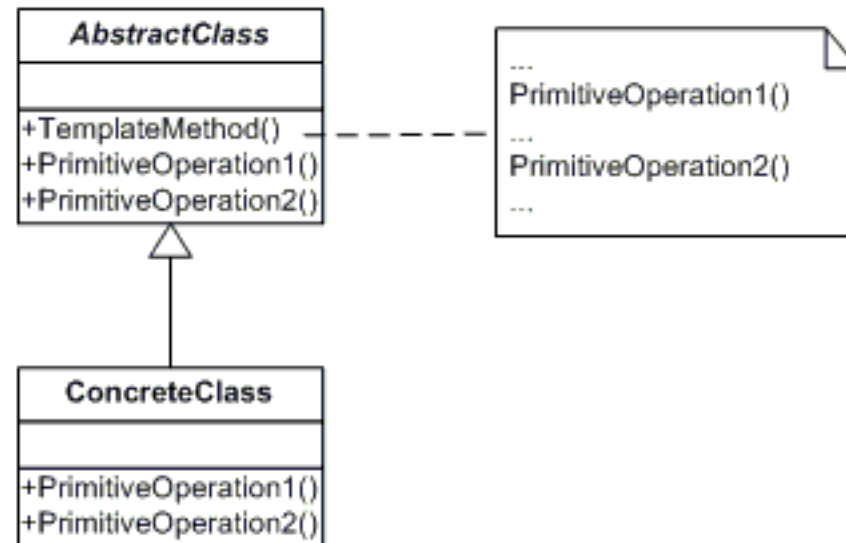 AbstractClass
+TemplateMethod()
+PrimitiveOperation1()
+PrimitiveOperation2()
...
PrimitiveOperation1()
...
PrimitiveOperation2()
...
ConcreteClass
+PrimitiveOperation1()
+PrimitiveOperation2()